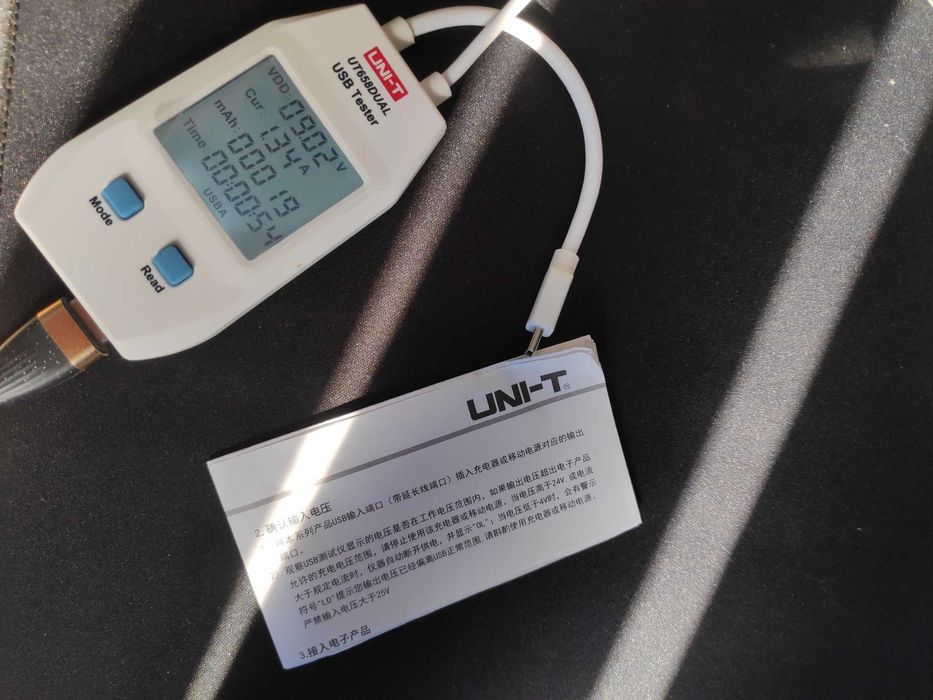 UNI-T
UT658DUAL
USB Tester
VDD: 09.02 V
Cur: 1.34 A
mAh: 00019
Time: 00:00:54
USBA
Mode
Read
UNI-T®
2. 确认输入电压
1) 将本系列产品USB输入端口（带延长线端口）插入充电器或移动电源对应的输出
端口。
2) 观察USB测试仪显示的电压是否在工作电压范围内，如果输出电压超出电子产品
允许的充电电压范围，请停止使用该充电器或移动电源。当电压高于24V，或电流
大于规定电流时，仪器自动断开供电，并显示“OL”；当电压低于4V时，会有警示
符号“LO”提示您输出电压已经偏离USB正常范围，请斟酌使用充电器或移动电源。
严禁输入电压大于25V
3.接入电子产品